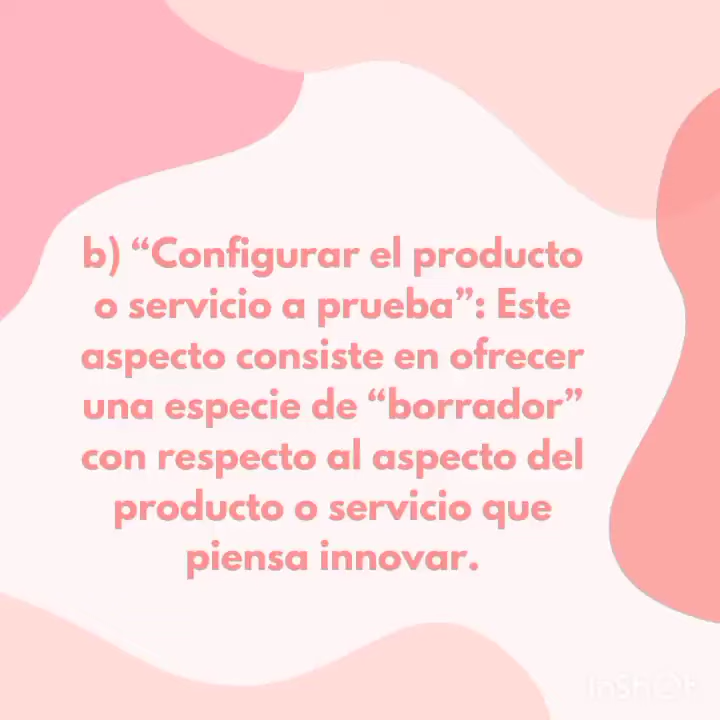 b) “Configurar el producto
o servicio a prueba”: Este
aspecto consiste en ofrecer
una especie de “borrador”
con respecto al aspecto del
producto o servicio que
piensa innovar.
InShOt